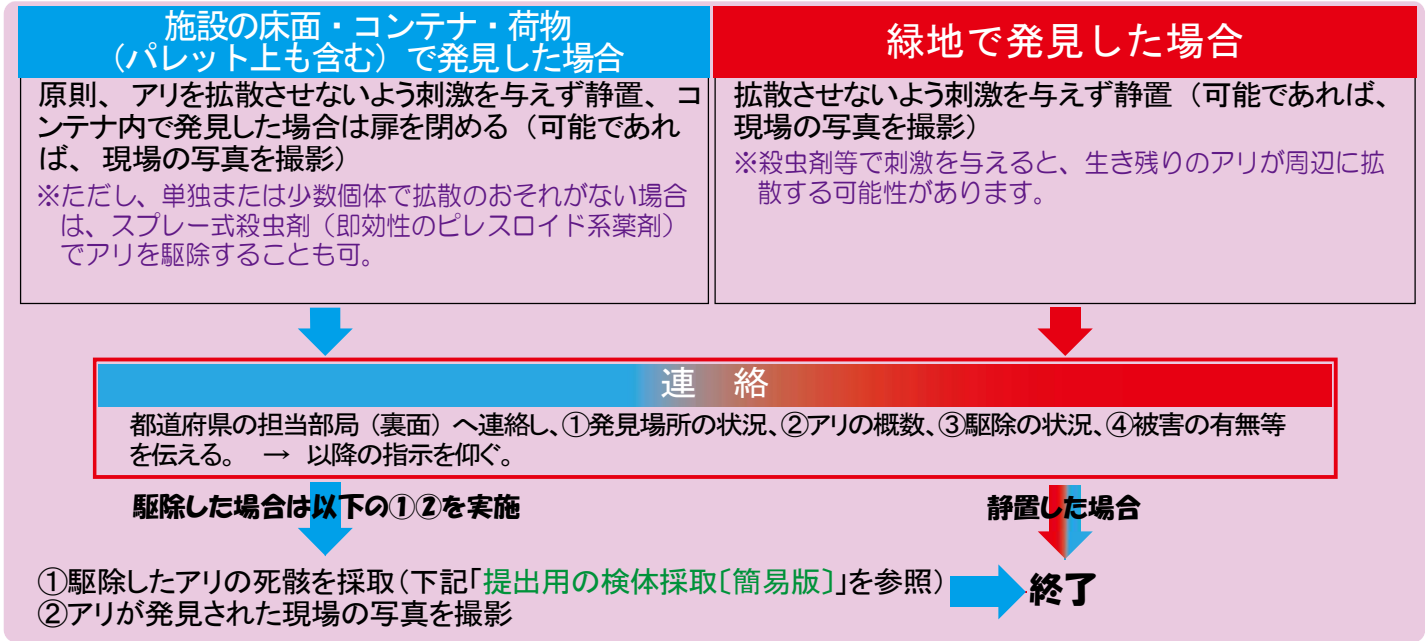 施設の床面・コンテナ・荷物
（パレット上も含む）で発見した場合
原則、アリを拡散させないよう刺激を与えず静置、コ
ンテナ内で発見した場合は扉を閉める（可能であれ
ば、現場の写真を撮影）
※ただし、単独または少数個体で拡散のおそれがない場合
は、スプレー式殺虫剤（即効性のピレスロイド系薬剤）
でアリを駆除することも可。
緑地で発見した場合
拡散させないよう刺激を与えず静置（可能であれば、
現場の写真を撮影）
※殺虫剤等で刺激を与えると、生き残りのアリが周辺に拡
散する可能性があります。
連　絡
都道府県の担当部局（裏面）へ連絡し、①発見場所の状況、②アリの概数、③駆除の状況、④被害の有無等
を伝える。　→　以降の指示を仰ぐ。
駆除した場合は以下の①②を実施
静置した場合
①駆除したアリの死骸を採取（下記「提出用の検体採取〔簡易版〕」を参照）
②アリが発見された現場の写真を撮影
終了